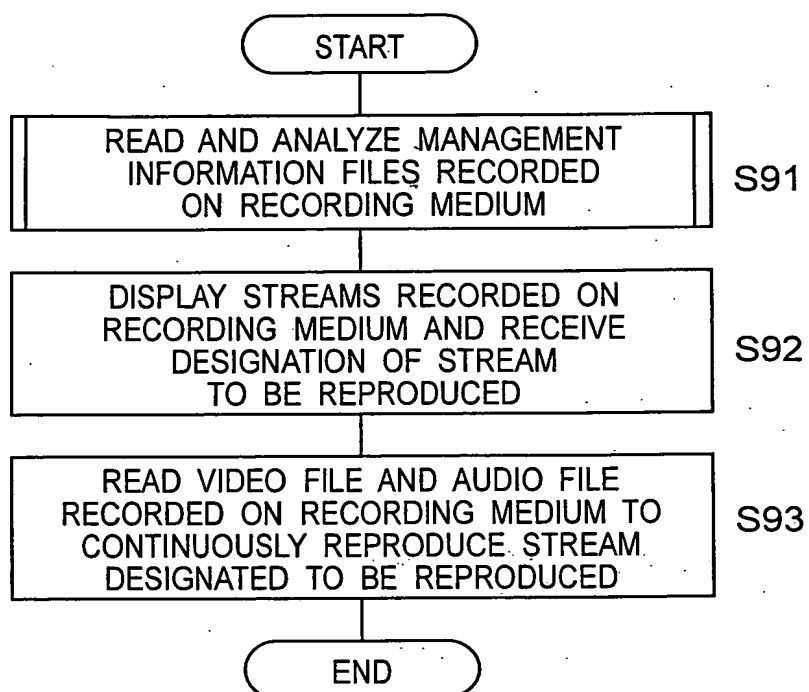 START
READ AND ANALYZE MANAGEMENT
INFORMATION FILES RECORDED
ON RECORDING MEDIUM
S91
DISPLAY STREAMS RECORDED ON
RECORDING MEDIUM AND RECEIVE
DESIGNATION OF STREAM
TO BE REPRODUCED
S92
READ VIDEO FILE AND AUDIO FILE
RECORDED ON RECORDING MEDIUM TO
CONTINUOUSLY REPRODUCE STREAM
DESIGNATED TO BE REPRODUCED
S93
END